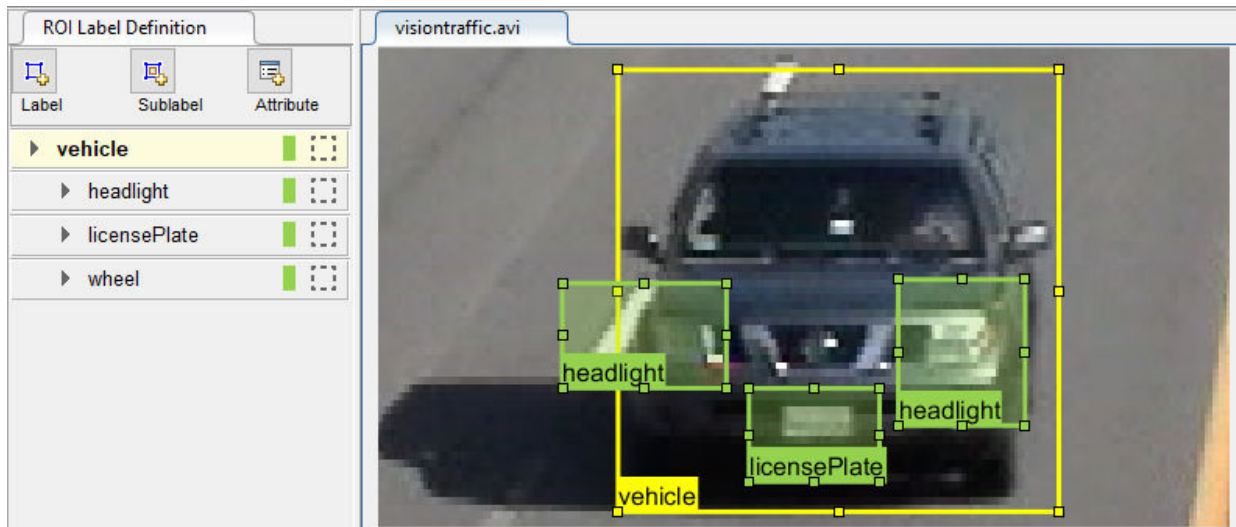 ROI Label Definition
Label
Sublabel
Attribute
vehicle
headlight
licensePlate
wheel
visiontraffic.avi
headlight
headlight
licensePlate
vehicle